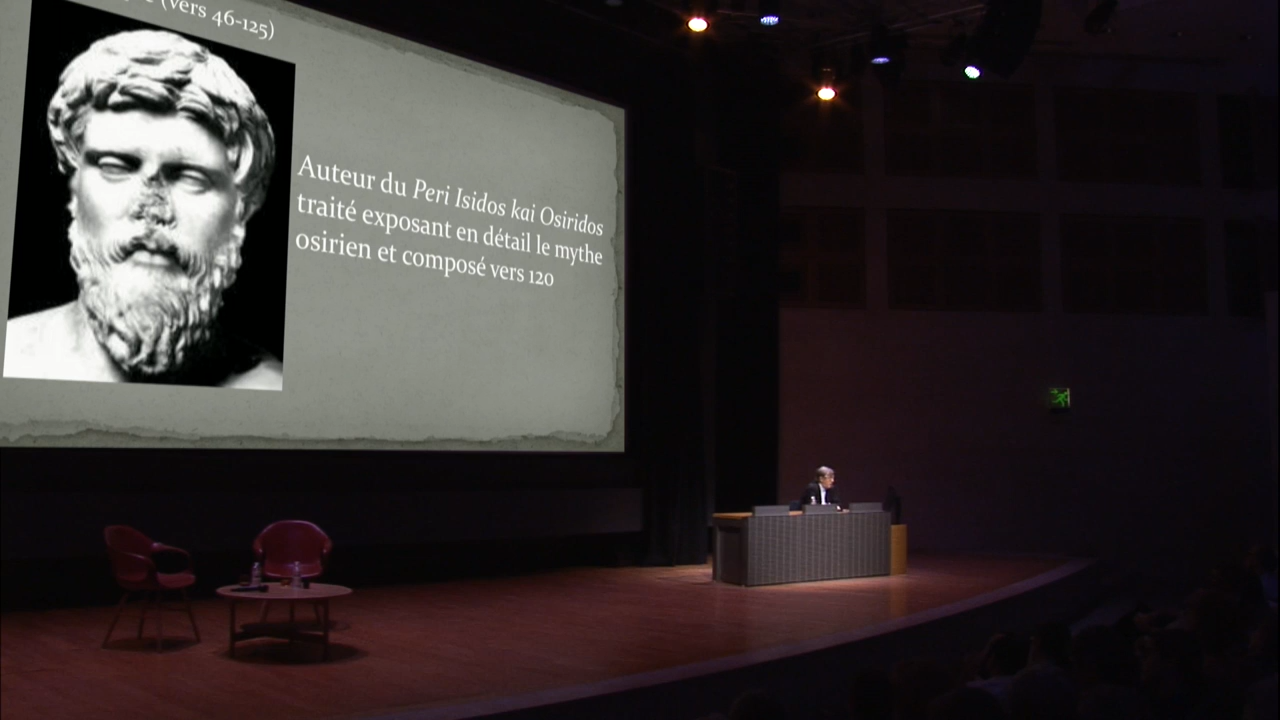 (vers 46-125)
Auteur du Peri Isidos kai Osiridos
traité exposant en détail le mythe
osirien et composé vers 120